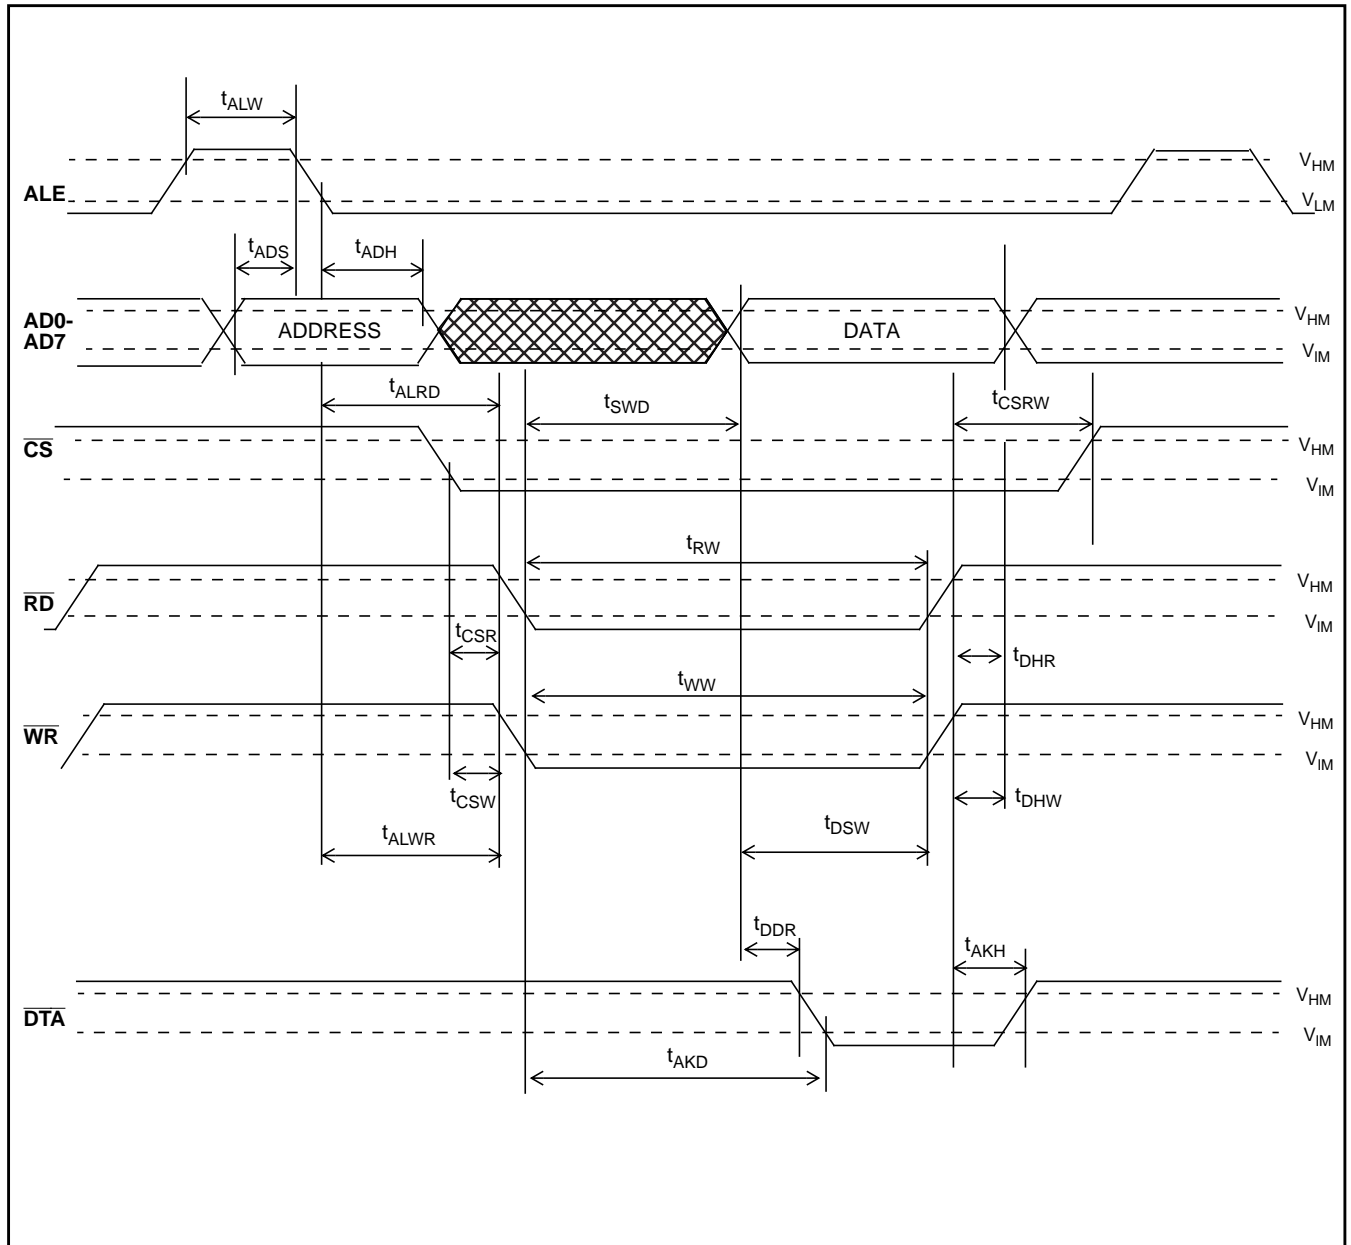 tALW
VHM
ALE
VLM
tADS
tADH
AD0-
AD7
ADDRESS
DATA
VHM
VIM
tALRD
tSWD
tCSRW
CS
VHM
VIM
tRW
RD
VHM
VIM
tCSR
tDHR
tWW
WR
VHM
VIM
tCSW
tDHW
tALWR
tDSW
tDDR
tAKH
DTA
VHM
VIM
tAKD